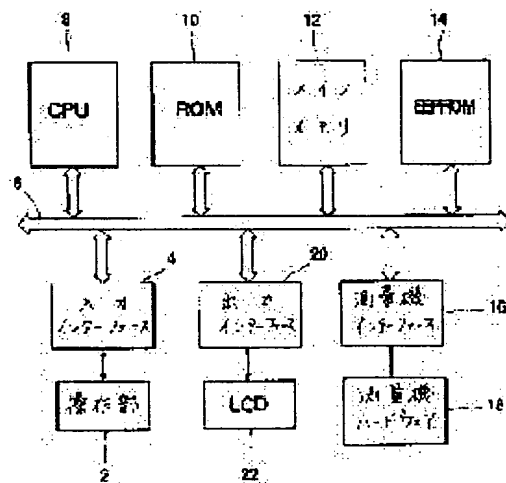 8
10
12
14
CPU
ROM
メイン
メモリ
EEPROM
6
4
20
入力
インターフェース
出力
インターフェース
測量機
インターフェース
16
操作部
LCD
測量機
ハードウェイ
18
2
22